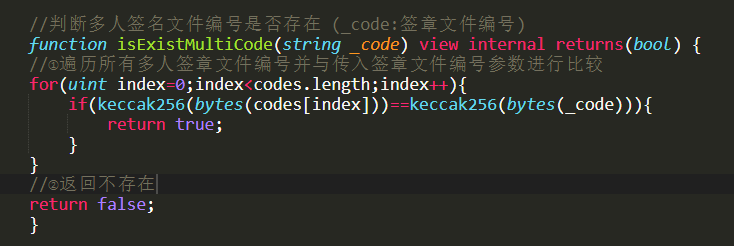 //判断多人签名文件编号是否存在 (_code:签章文件编号)
function isExistMultiCode(string _code) view internal returns(bool) {
//①遍历所有多人签章文件编号并与传入签章文件编号参数进行比较
for(uint index=0;index<codes.length;index++){
if(keccak256(bytes(codes[index]))==keccak256(bytes(_code))){
return true;
}
}
//②返回不存在
return false;
}